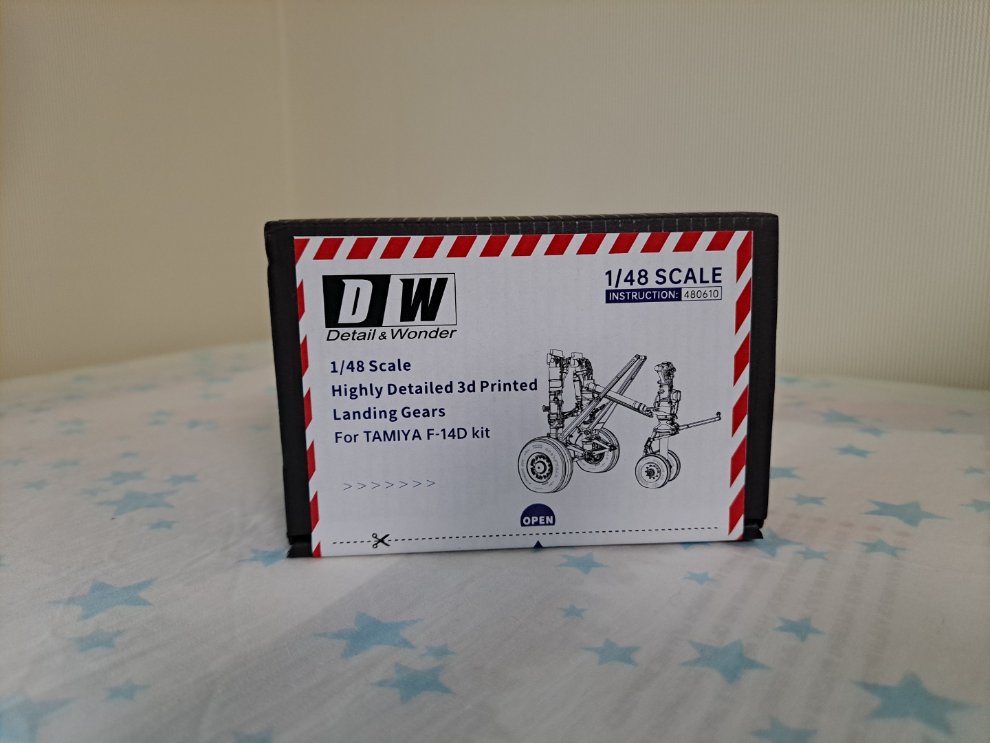 DW
Detail & Wonder
1/48 SCALE
INSTRUCTION: 480610
1/48 Scale
Highly Detailed 3d Printed
Landing Gears
For TAMIYA F-14D kit
>>>>>>>
OPEN